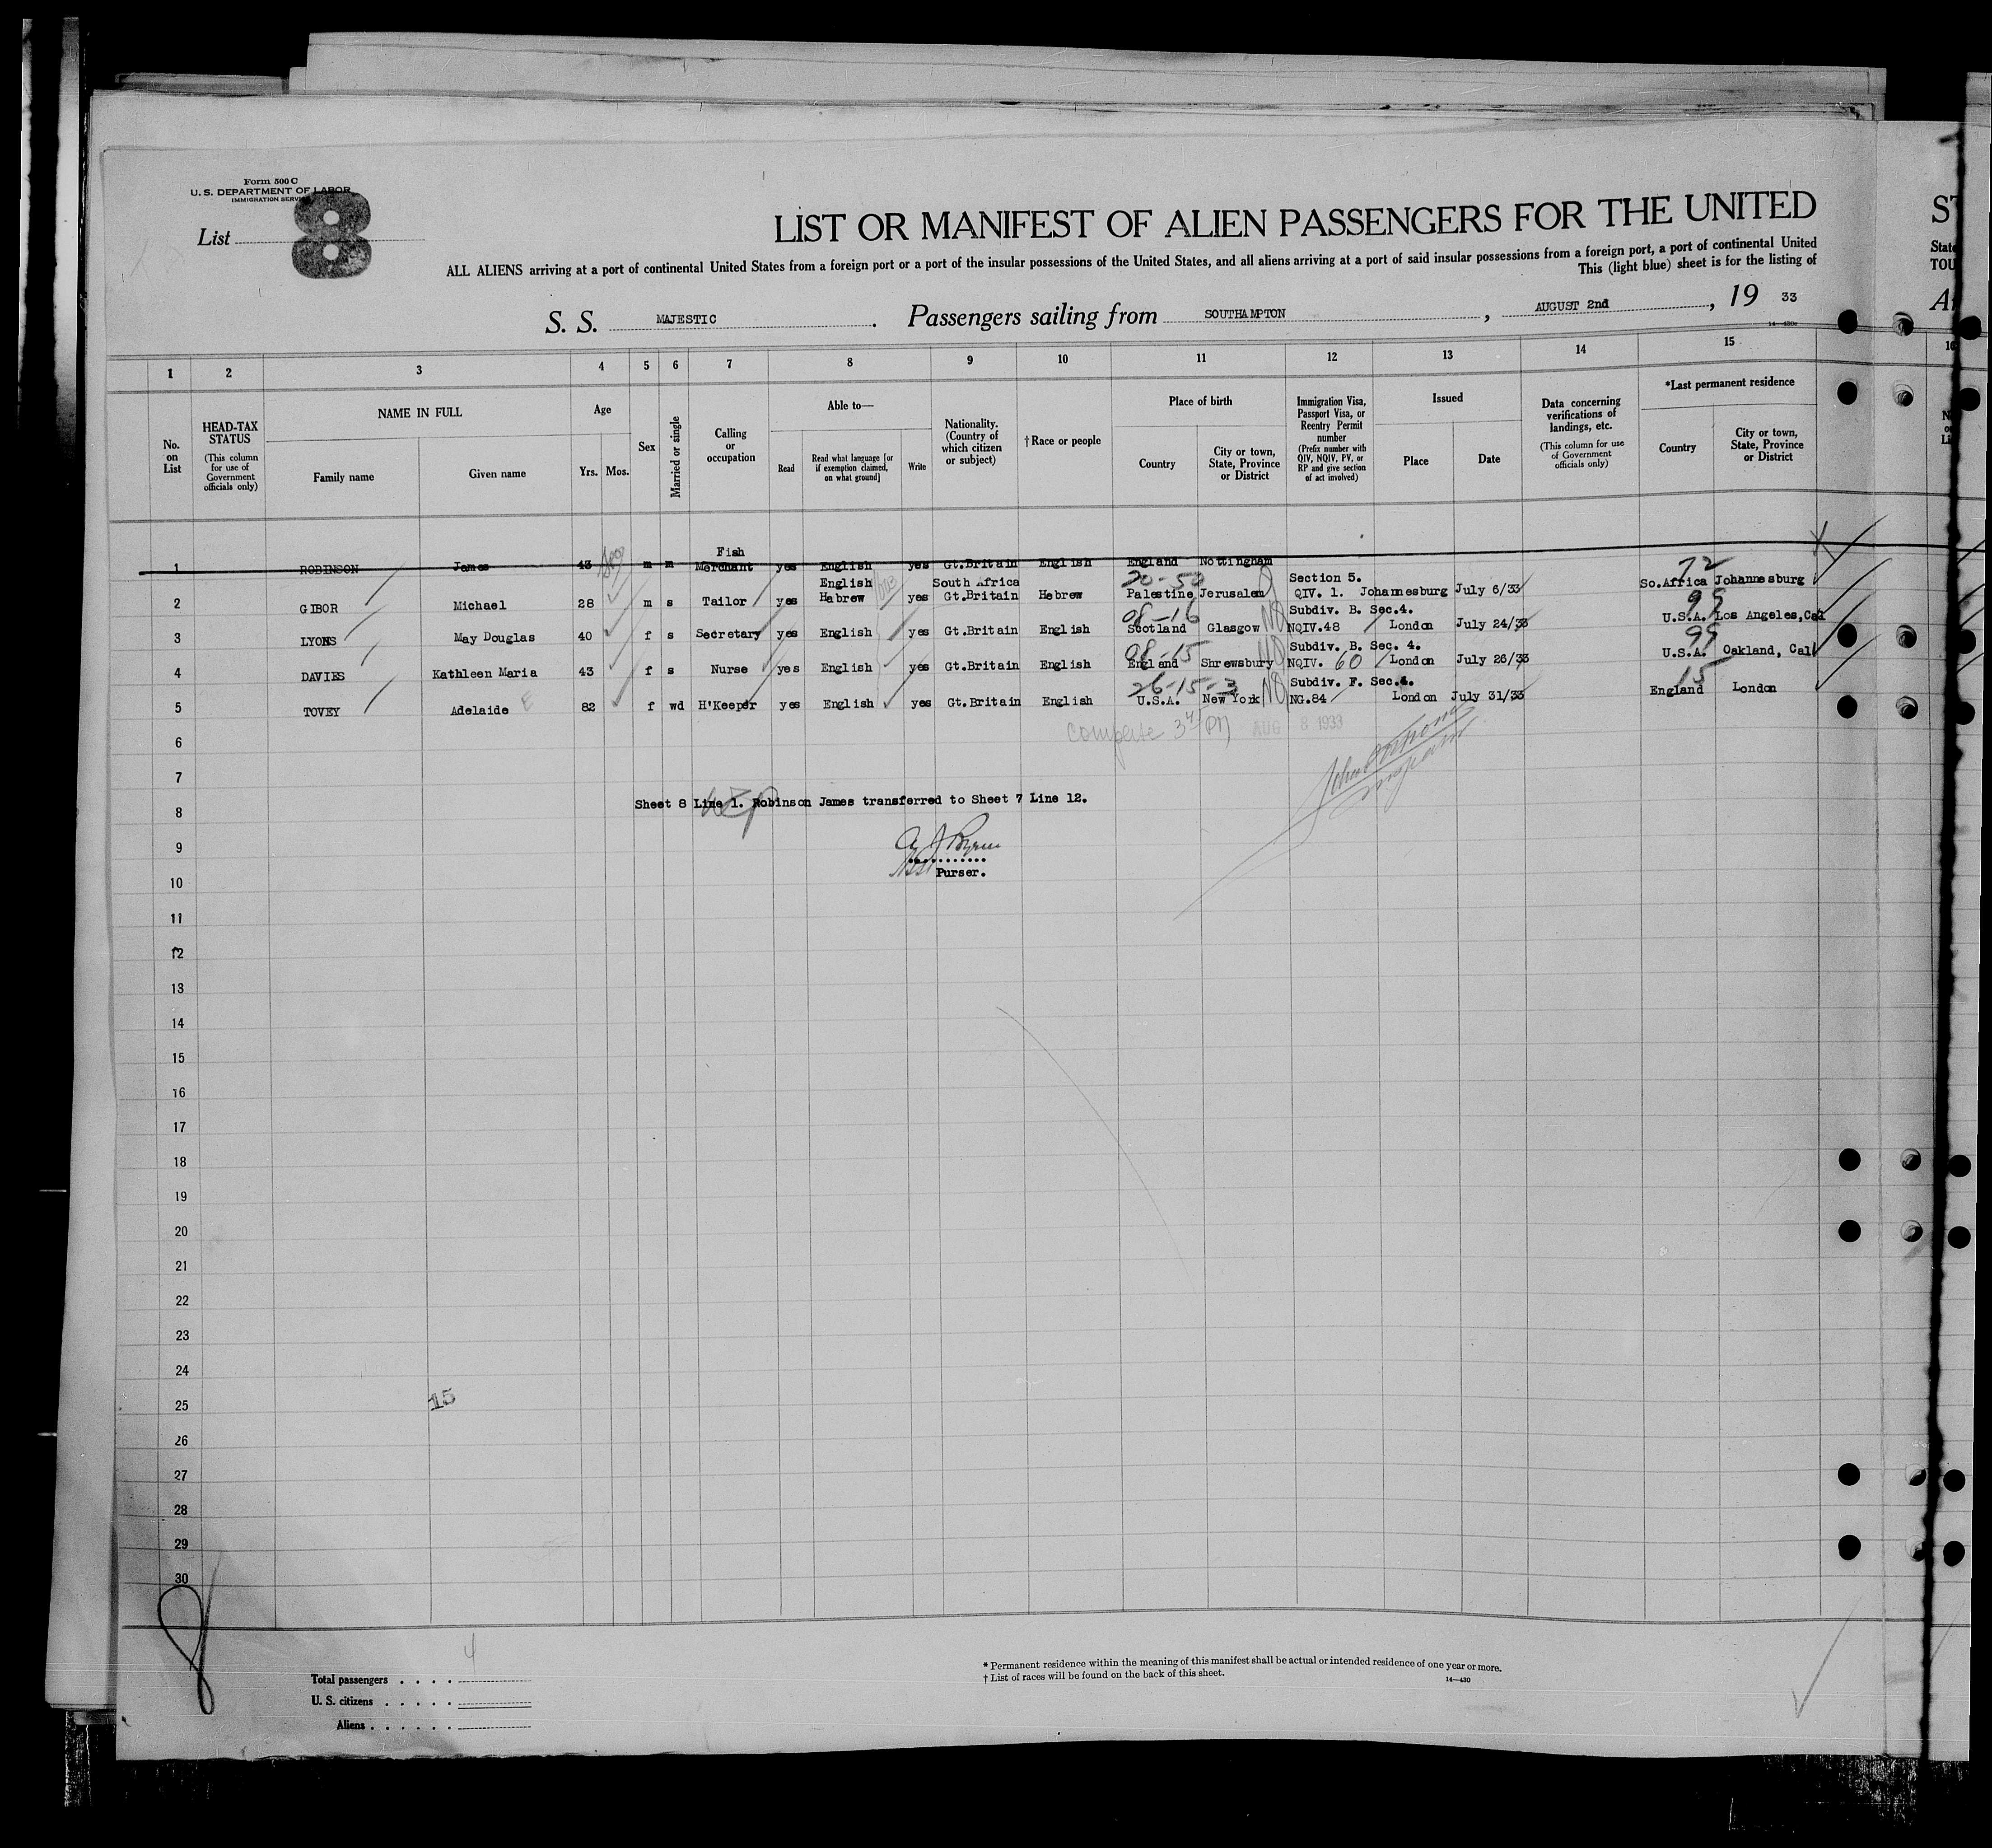 Form 500 C
U. S. DEPARTMENT OF LABOR
IMMIGRATION SERVICE
List 8
LIST OR MANIFEST OF ALIEN PASSENGERS FOR THE UNITED
ALL ALIENS arriving at a port of continental United States from a foreign port or a port of the insular possessions of the United States, and all aliens arriving at a port of said insular possessions from a foreign port, a port of continental United
This (light blue) sheet is for the listing of
S. S. MAJESTIC. Passengers sailing from SOUTHAMPTON, AUGUST 2nd, 19 33
14-430c
1 2 3 4 5 6 7 8 9 10 11 12 13 14 15
No. on List
HEAD-TAX STATUS (This column for use of Government officials only)
NAME IN FULL
Family name
Given name
Age
Yrs. Mos.
Sex
Married or single
Calling or occupation
Able to—
Read
Read what language [or if exemption claimed, on what ground]
Write
Nationality. (Country of which citizen or subject)
†Race or people
Place of birth
Country
City or town, State, Province or District
Immigration Visa, Passport Visa, or Reentry Permit number (Prefix number with QIV, NQIV, PV, or RP and give section of act involved)
Issued
Place
Date
Data concerning verifications of landings, etc. (This column for use of Government officials only)
*Last permanent residence
Country
City or town, State, Province or District
1 ROBINSON James 43 m m Fish Merchant yes English yes Gt.Britain English England Nottingham
72
English South Africa 20-50 Section 5. So.Africa Johannesburg
2 GIBOR Michael 28 m s Tailor yes Hebrew yes Gt.Britain Hebrew Palestine Jerusalem QIV. 1. Johannesburg July 6/33
08-16 Subdiv. B. Sec.4. 99 U.S.A. Los Angeles,Cal
3 LYONS May Douglas 40 f s Secretary yes English yes Gt.Britain English Scotland Glasgow NQIV.48 London July 24/33
08-15 Subdiv. B. Sec. 4. 99 U.S.A. Oakland, Cal
4 DAVIES Kathleen Maria 43 f s Nurse yes English yes Gt.Britain English England Shrewsbury NQIV. 60 London July 26/33
26-15-3 Subdiv. F. Sec.4. 15 England London
5 TOVEY Adelaide E 82 f wd H'Keeper yes English yes Gt.Britain English U.S.A. New York NG.84 London July 31/33
6 AUG 8 1933
7
Sheet 8 Line 1. Robinson James transferred to Sheet 7 Line 12.
8
9
Purser.
10
11
12
13
14
15
16
17
18
19
20
21
22
23
24
15
25
26
27
28
29
30
8
4
Total passengers
U. S. citizens
Aliens
* Permanent residence within the meaning of this manifest shall be actual or intended residence of one year or more.
† List of races will be found on the back of this sheet.
14—430